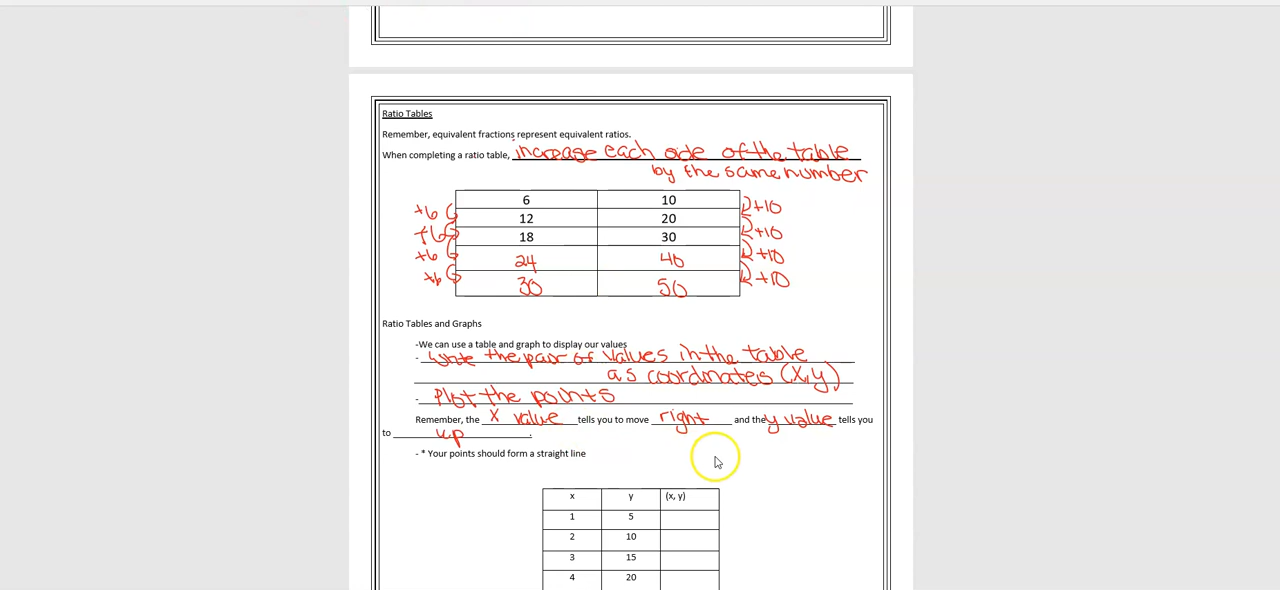 Ratio Tables
Remember, equivalent fractions represent equivalent ratios.
When completing a ratio table, increase each side of the table
by the same number
6 10
+6 +10
12 20
+6 +10
18 30
+6 +10
24 40
+6 +10
30 50
Ratio Tables and Graphs
-We can use a table and graph to display our values
- Write the pair of values in the table
as coordinates (x,y)
- Plot the points
Remember, the x value tells you to move right and the y value tells you
to up.
- * Your points should form a straight line
x y (x, y)
1 5
2 10
3 15
4 20